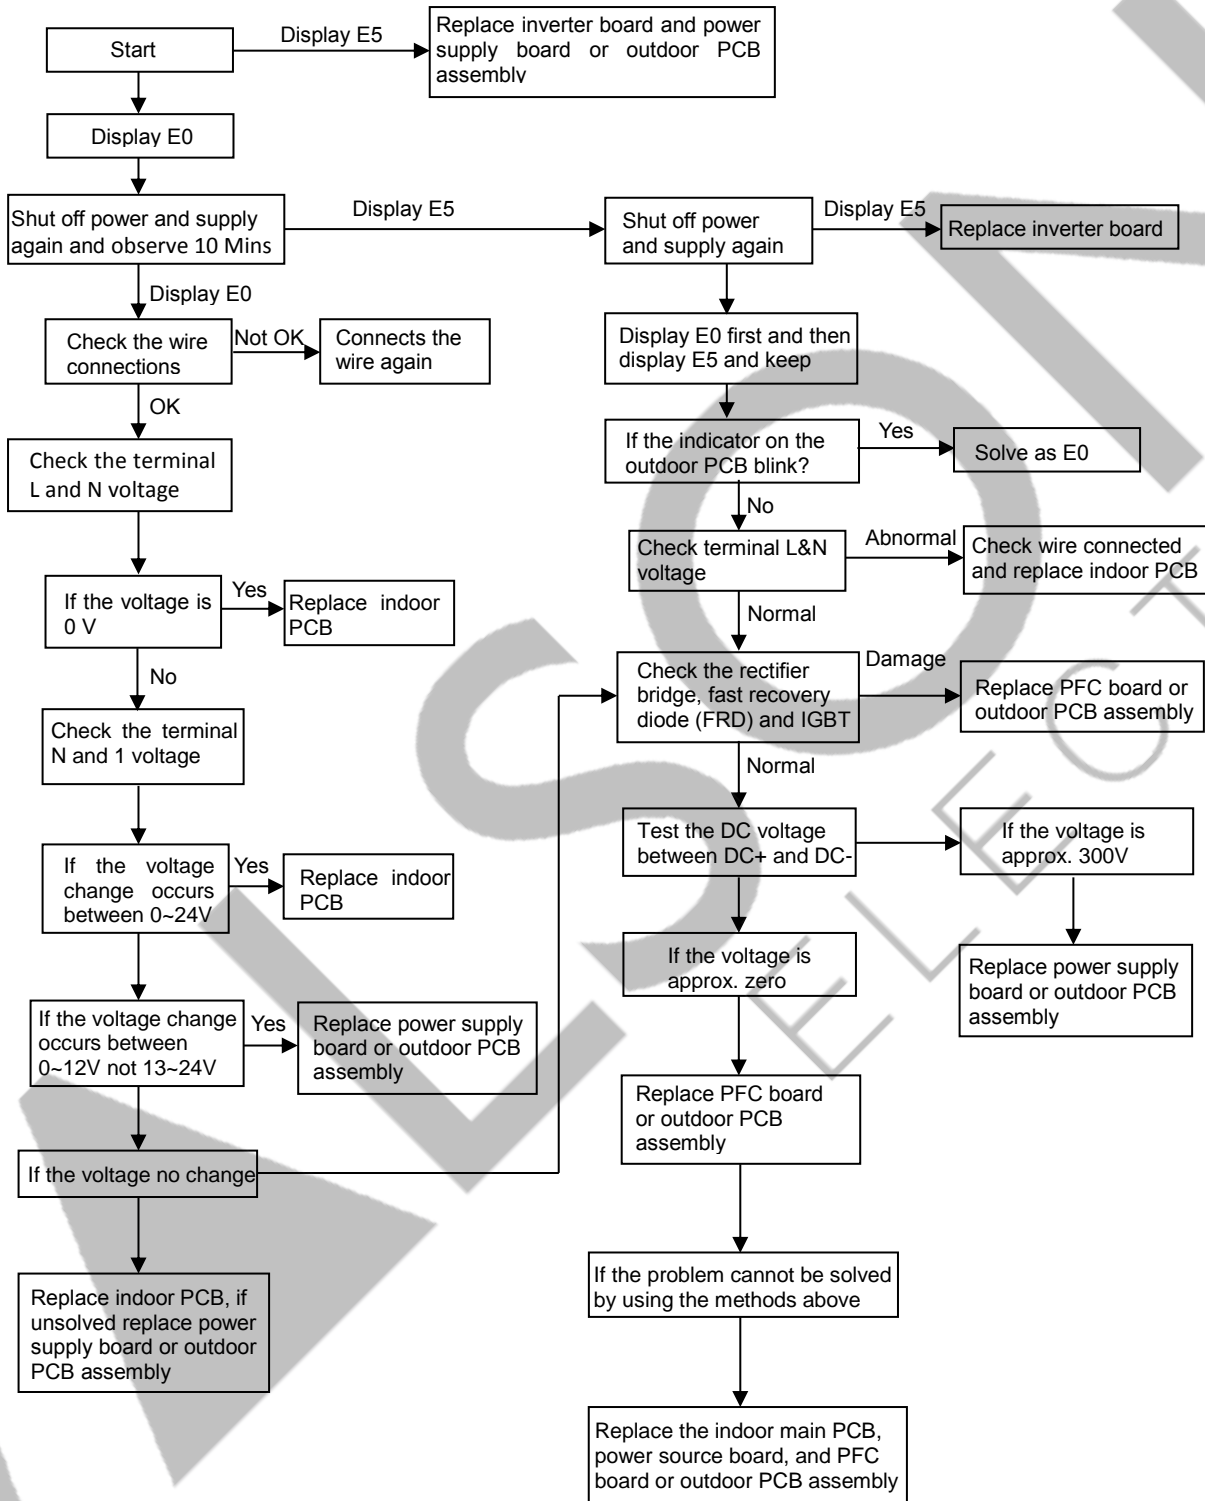 Start
Display E5
Replace inverter board and power
supply board or outdoor PCB
assembly
Display E0
Shut off power and supply
again and observe 10 Mins
Display E5
Shut off power
and supply again
Display E5
Replace inverter board
Display E0
Check the wire
connections
Not OK
Connects the
wire again
Display E0 first and then
display E5 and keep
OK
If the indicator on the
outdoor PCB blink?
Yes
Solve as E0
Check the terminal
L and N voltage
No
Check terminal L&N
voltage
Abnormal
Check wire connected
and replace indoor PCB
If the voltage is
0 V
Yes
Replace indoor
PCB
Normal
No
Check the rectifier
bridge, fast recovery
diode (FRD) and IGBT
Damage
Replace PFC board or
outdoor PCB assembly
Check the terminal
N and 1 voltage
Normal
Test the DC voltage
between DC+ and DC-
If the voltage is
approx. 300V
If the voltage
change occurs
between 0~24V
Yes
Replace indoor
PCB
If the voltage is
approx. zero
Replace power supply
board or outdoor PCB
assembly
If the voltage change
occurs between
0~12V not 13~24V
Yes
Replace power supply
board or outdoor PCB
assembly
Replace PFC board
or outdoor PCB
assembly
If the voltage no change
If the problem cannot be solved
by using the methods above
Replace indoor PCB, if
unsolved replace power
supply board or outdoor
PCB assembly
Replace the indoor main PCB,
power source board, and PFC
board or outdoor PCB assembly
ALSON
ELECT